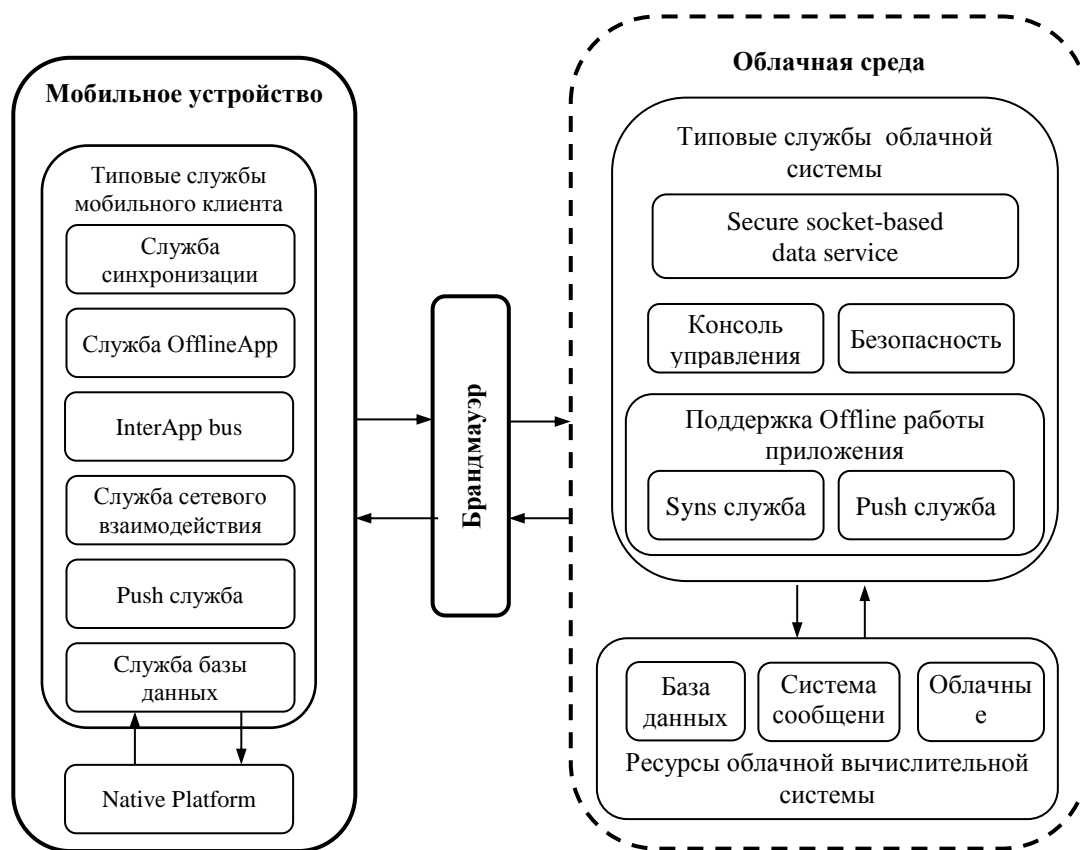 Мобильное устройство
Типовые службы
мобильного клиента
Служба
синхронизации
Служба OfflineApp
InterApp bus
Служба сетевого
взаимодействия
Push служба
Служба базы
данных
Native Platform
Брандмауэр
Облачная среда
Типовые службы облачной
системы
Secure socket-based
data service
Консоль
управления
Безопасность
Поддержка Offline работы
приложения
Syns служба
Push служба
База
данных
Система
сообщени
Облачны
е
Ресурсы облачной вычислительной
системы